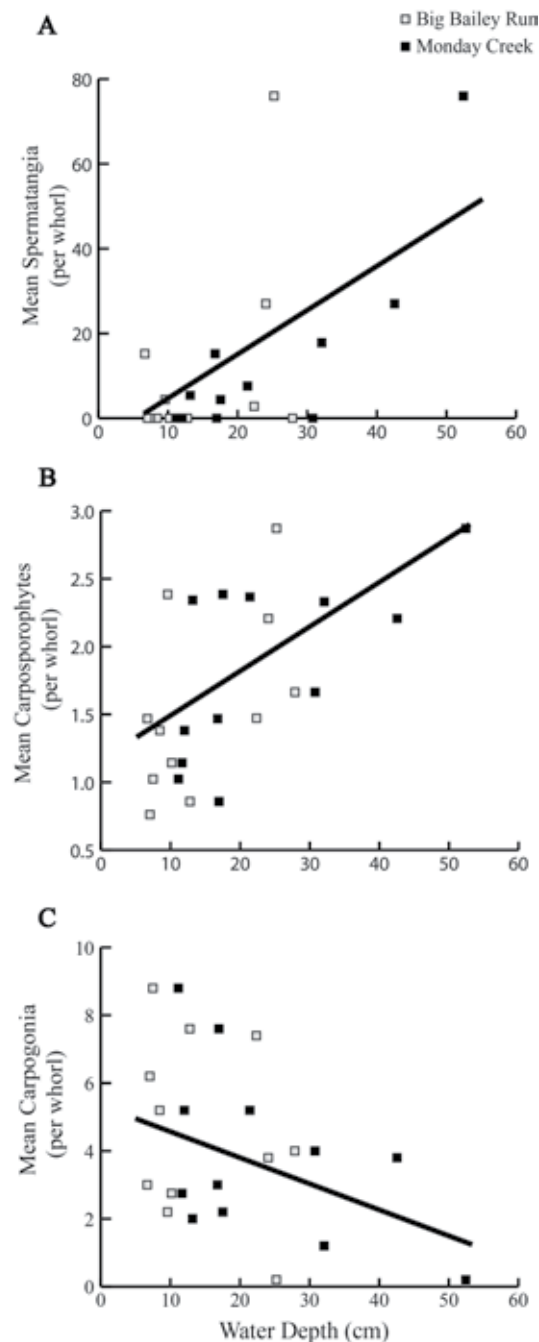 A
Big Bailey Run
Monday Creek
80
60
40
20
0
Mean Spermatangia
(per whorl)
0 10 20 30 40 50 60
B
3.0
2.5
2.0
1.5
1.0
0.5
Mean Carposporophytes
(per whorl)
0 10 20 30 40 50 60
C
10
8
6
4
2
0
Mean Carpogonia
(per whorl)
0 10 20 30 40 50 60
Water Depth (cm)